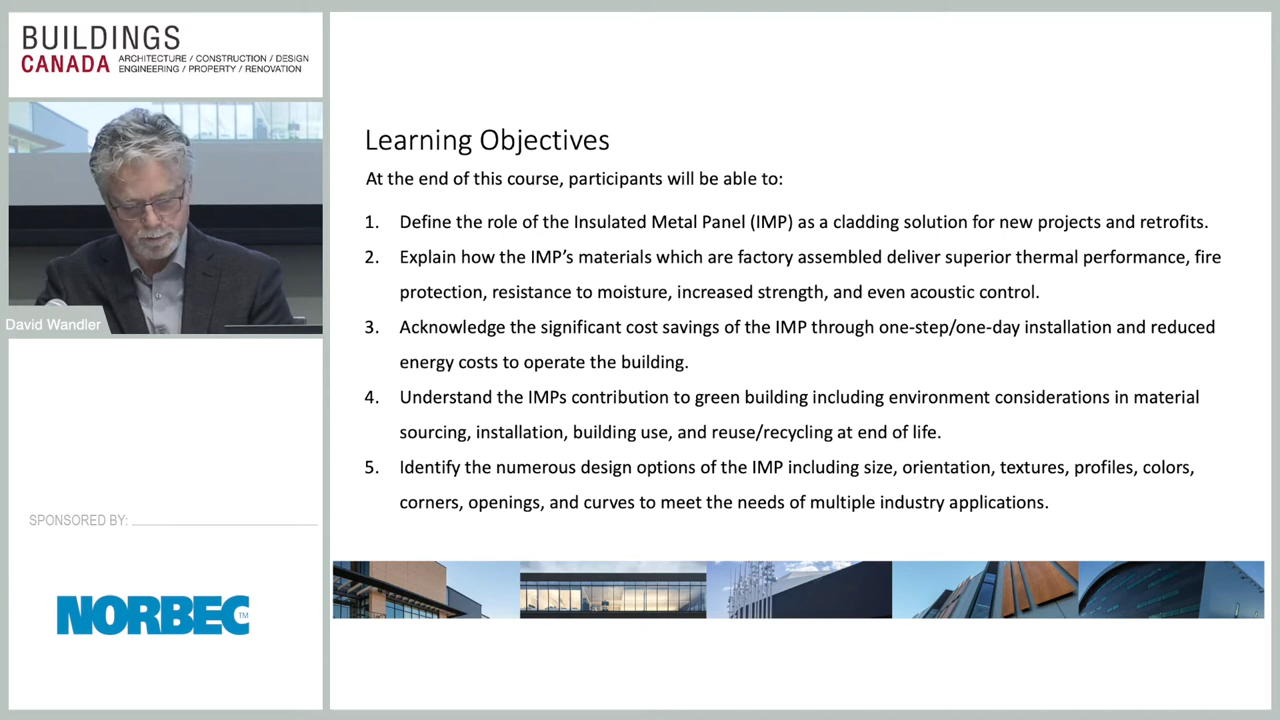 BUILDINGS
CANADA
ARCHITECTURE / CONSTRUCTION / DESIGN
ENGINEERING / PROPERTY / RENOVATION
David Wandler
SPONSORED BY:
NORBEC™
Learning Objectives
At the end of this course, participants will be able to:
1. Define the role of the Insulated Metal Panel (IMP) as a cladding solution for new projects and retrofits.
2. Explain how the IMP’s materials which are factory assembled deliver superior thermal performance, fire
protection, resistance to moisture, increased strength, and even acoustic control.
3. Acknowledge the significant cost savings of the IMP through one-step/one-day installation and reduced
energy costs to operate the building.
4. Understand the IMPs contribution to green building including environment considerations in material
sourcing, installation, building use, and reuse/recycling at end of life.
5. Identify the numerous design options of the IMP including size, orientation, textures, profiles, colors,
corners, openings, and curves to meet the needs of multiple industry applications.